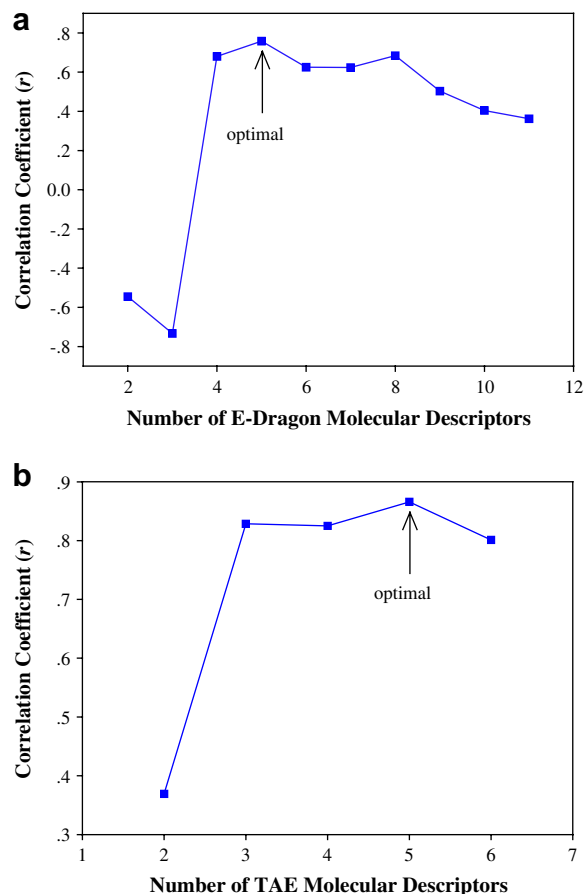 a
.8
.6
.4
.2
0.0
-.2
-.4
-.6
-.8
Correlation Coefficient (r)
optimal
2 4 6 8 10 12
Number of E-Dragon Molecular Descriptors
b
.9
.8
.7
.6
.5
.4
.3
Correlation Coefficient (r)
optimal
1 2 3 4 5 6 7
Number of TAE Molecular Descriptors